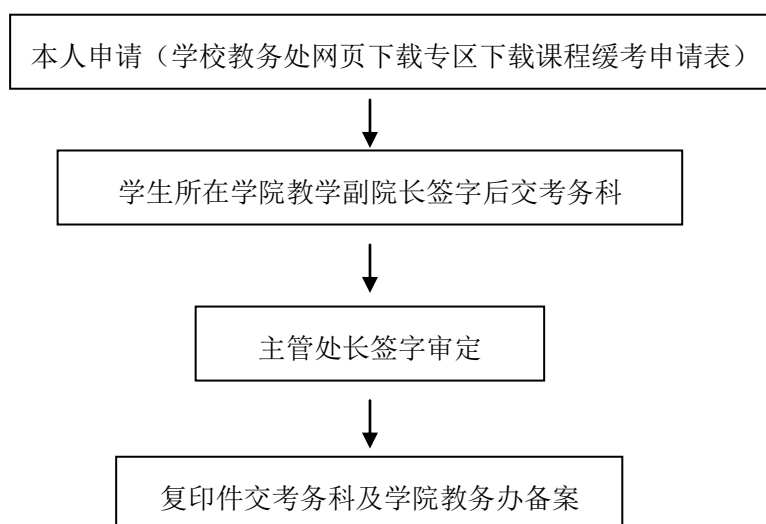 本人申请（学校教务处网页下载专区下载课程缓考申请表）
学生所在学院教学副院长签字后交考务科
主管处长签字审定
复印件交考务科及学院教务办备案